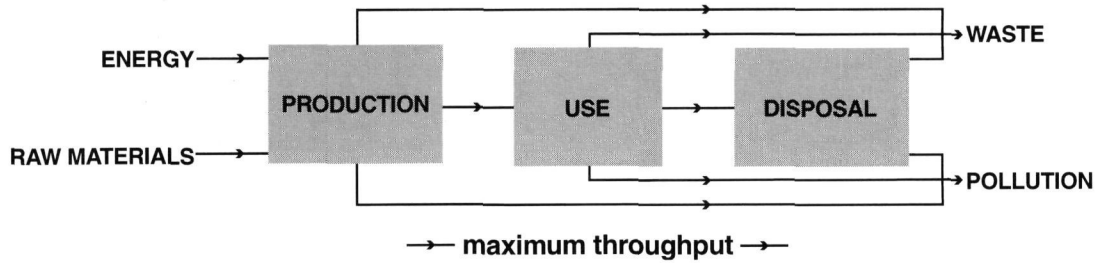 ENERGY
RAW MATERIALS
PRODUCTION
USE
DISPOSAL
WASTE
POLLUTION
maximum throughput